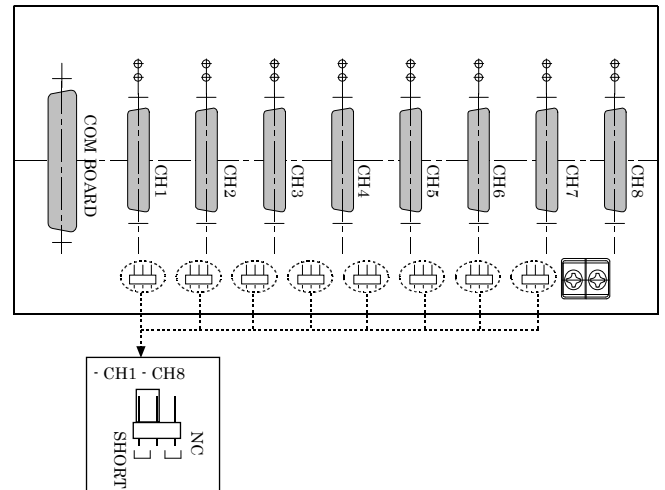 COM BOARD
CH1
CH2
CH3
CH4
CH5
CH6
CH7
CH8
- CH1 - CH8
SHORT
NC